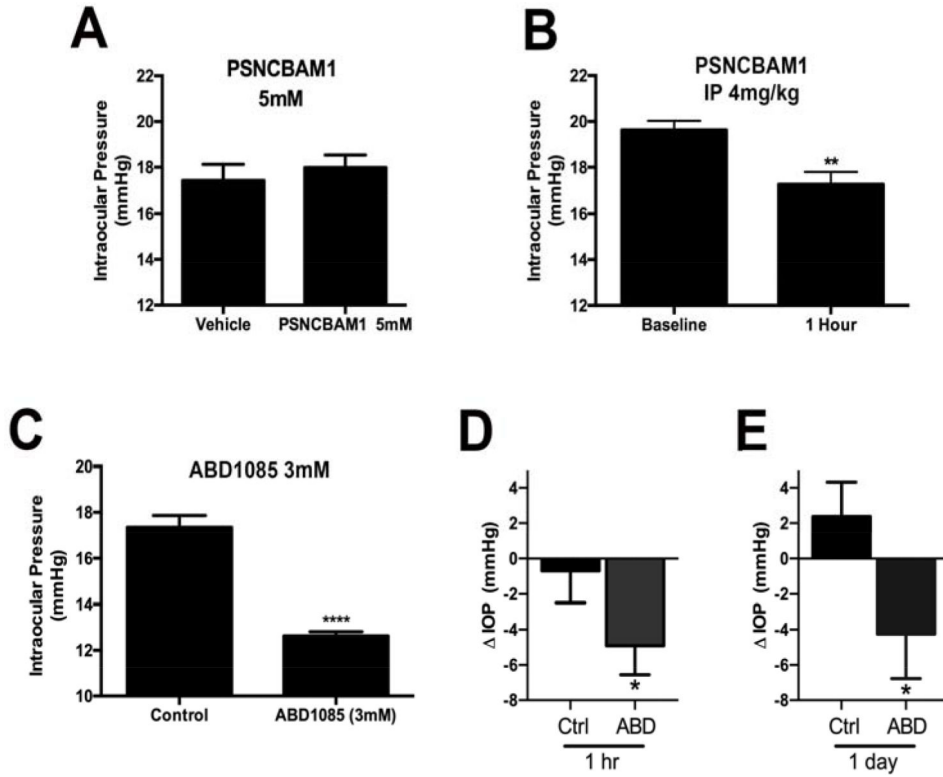 A
PSNCBAM1
5mM
Intraocular Pressure
(mmHg)
22
20
18
16
14
12
Vehicle PSNCBAM1 5mM
B
PSNCBAM1
IP 4mg/kg
Intraocular Pressure
(mmHg)
22
20
18
16
14
12
**
Baseline 1 Hour
C
ABD1085 3mM
Intraocular Pressure
(mmHg)
20
18
16
14
12
10
****
Control ABD1085 (3mM)
D
Δ IOP (mmHg)
4
2
0
-2
-4
-6
-8
*
Ctrl ABD
1 hr
E
Δ IOP (mmHg)
4
2
0
-2
-4
-6
-8
*
Ctrl ABD
1 day